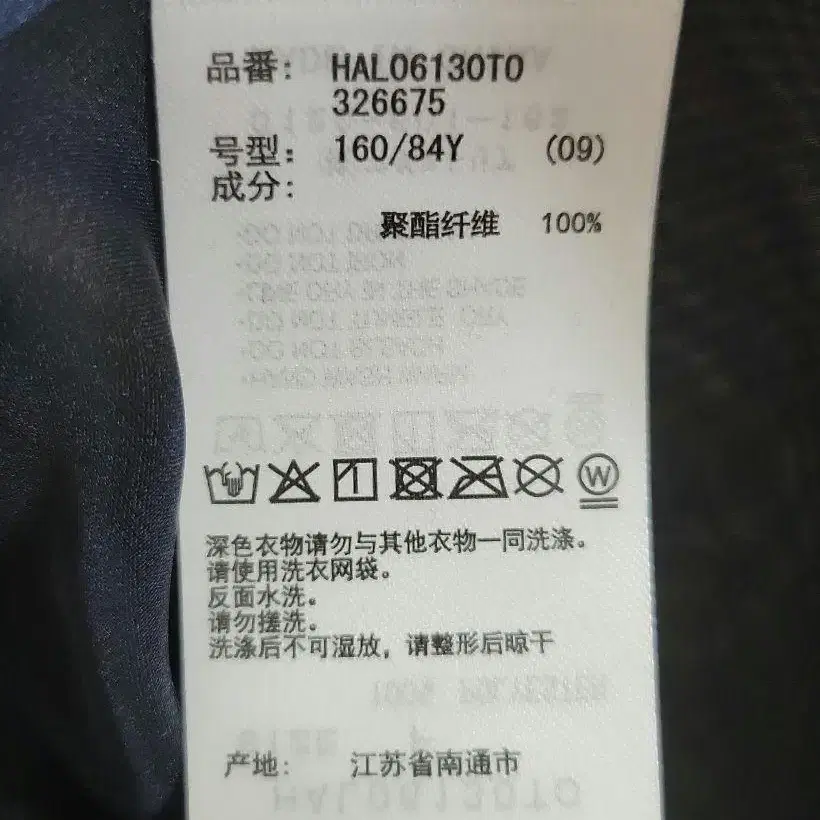 品番: HAL06130TO
326675
号型: 160/84Y (09)
成分:
聚酯纤维 100%
W
深色衣物请勿与其他衣物一同洗涤。
请使用洗衣网袋。
反面水洗。
请勿搓洗。
洗涤后不可湿放，请整形后晾干
产地: 江苏省南通市